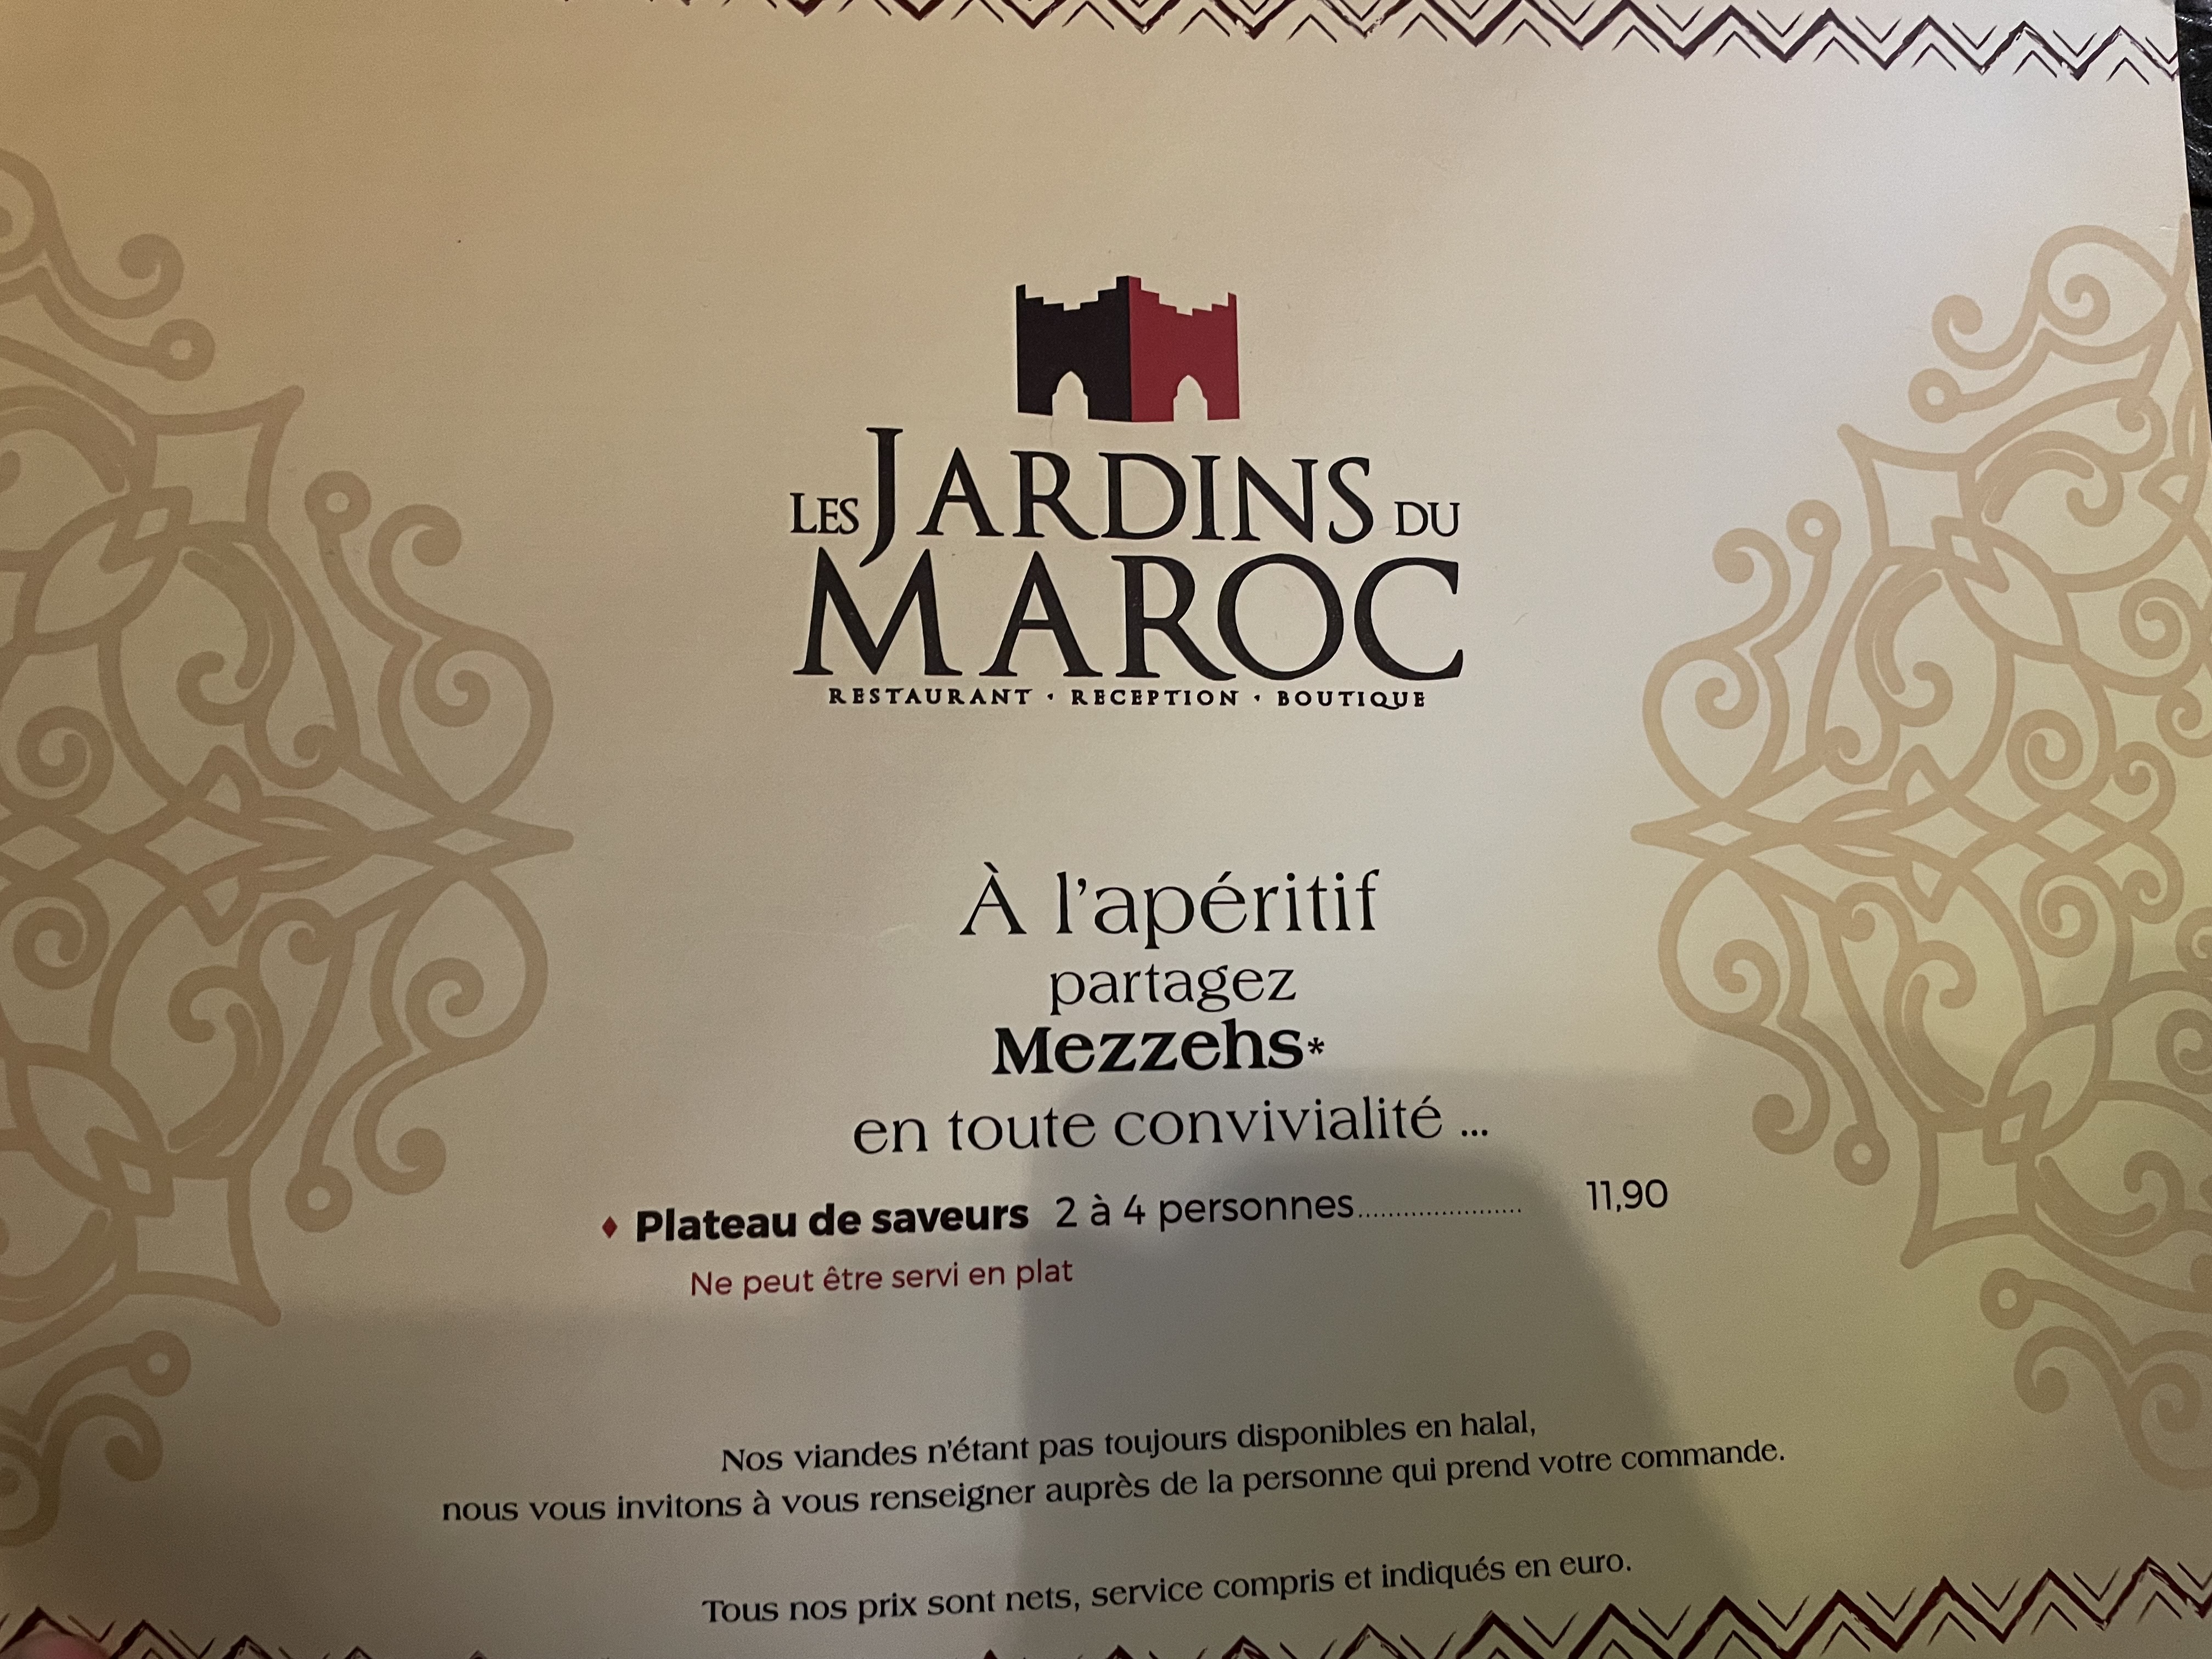 LES JARDINS DU
MAROC
RESTAURANT · RECEPTION · BOUTIQUE
À l'apéritif
partagez
Mezzehs*
en toute convivialité ...
♦ Plateau de saveurs 2 à 4 personnes...................... 11,90
Ne peut être servi en plat
Nos viandes n'étant pas toujours disponibles en halal,
nous vous invitons à vous renseigner auprès de la personne qui prend votre commande.
Tous nos prix sont nets, service compris et indiqués en euro.